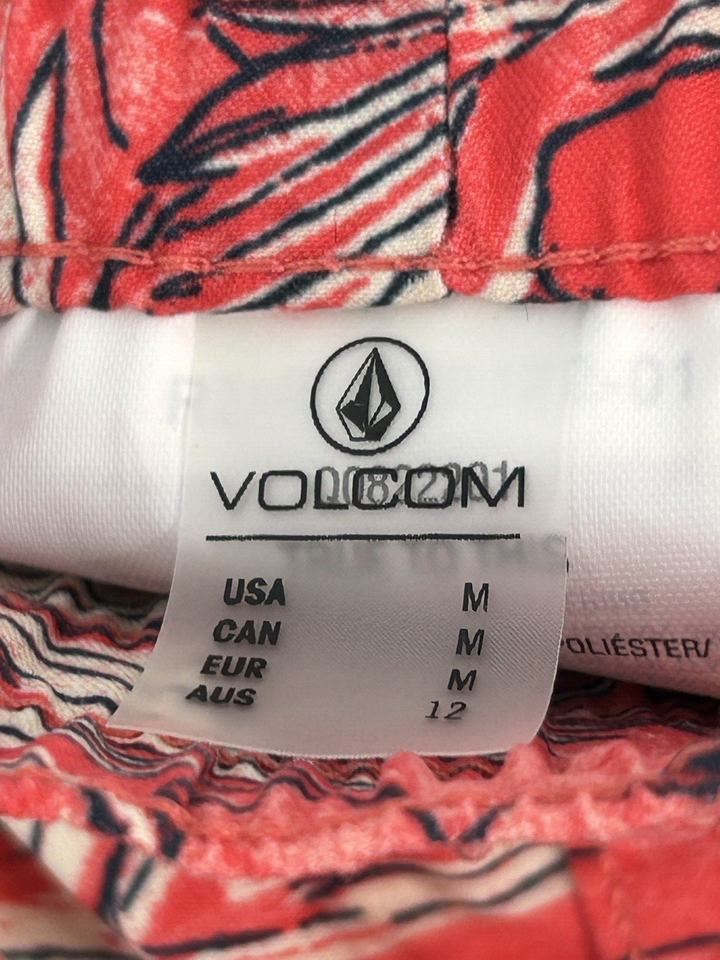 VOLCOM
USA M
CAN M
EUR M
AUS 12
POLIÉSTER/